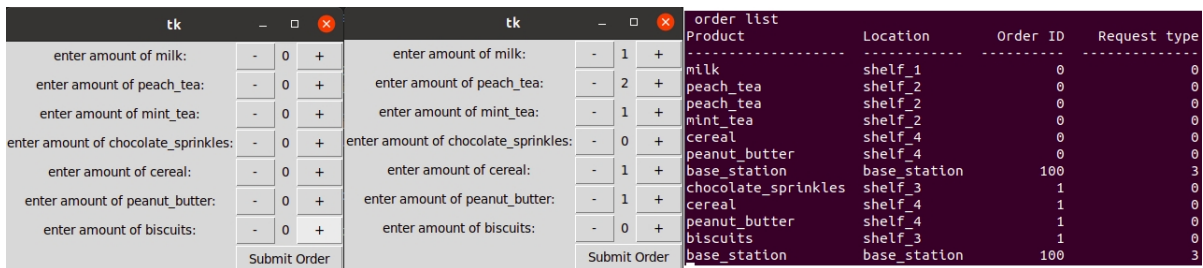 tk
enter amount of milk: - 0 +
enter amount of peach_tea: - 0 +
enter amount of mint_tea: - 0 +
enter amount of chocolate_sprinkles: - 0 +
enter amount of cereal: - 0 +
enter amount of peanut_butter: - 0 +
enter amount of biscuits: - 0 +
Submit Order
tk
enter amount of milk: - 1 +
enter amount of peach_tea: - 2 +
enter amount of mint_tea: - 1 +
enter amount of chocolate_sprinkles: - 0 +
enter amount of cereal: - 1 +
enter amount of peanut_butter: - 1 +
enter amount of biscuits: - 0 +
Submit Order
order list
Product Location Order ID Request type
------------------- ------------ ---------- --------------
milk shelf_1 0 0
peach_tea shelf_2 0 0
peach_tea shelf_2 0 0
mint_tea shelf_2 0 0
cereal shelf_4 0 0
peanut_butter shelf_4 0 0
base_station base_station 100 3
chocolate_sprinkles shelf_3 1 0
cereal shelf_4 1 0
peanut_butter shelf_4 1 0
biscuits shelf_3 1 0
base_station base_station 100 3